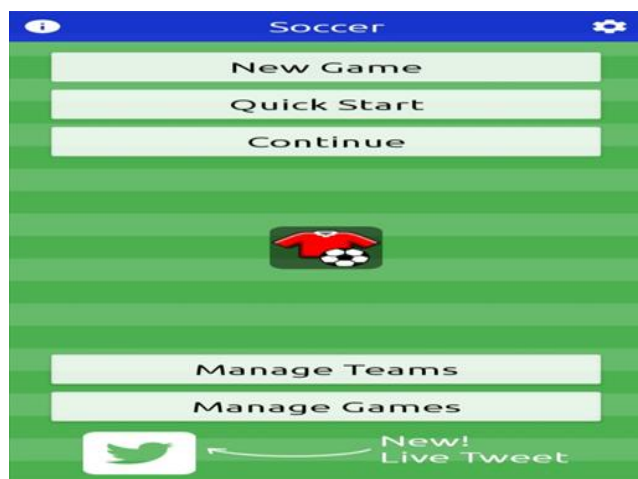 Soccer
New Game
Quick Start
Continue
Manage Teams
Manage Games
New!
Live Tweet